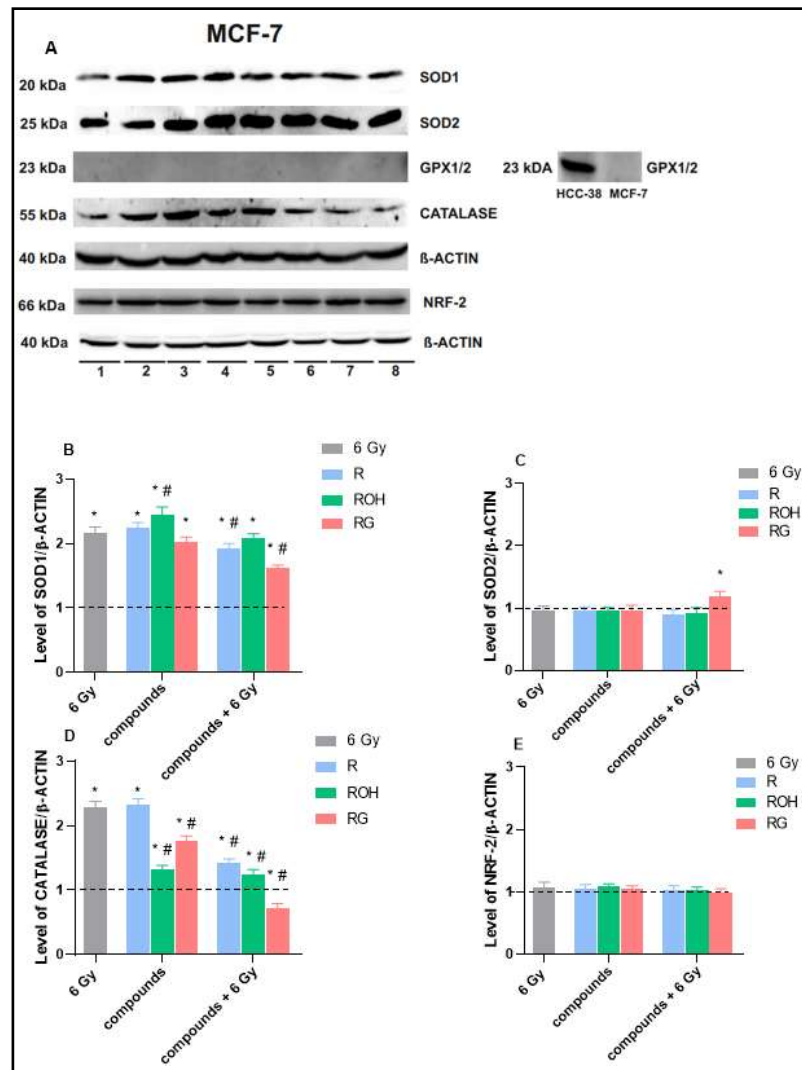 A
MCF-7
20 kDa SOD1
25 kDa SOD2
23 kDa GPX1/2 23 kDA GPX1/2
HCC-38 MCF-7
55 kDa CATALASE
40 kDa ß-ACTIN
66 kDa NRF-2
40 kDa ß-ACTIN
1 2 3 4 5 6 7 8
B
Level of SOD1/β-ACTIN
3
2
1
0
* * * # * * # * * #
6 Gy
compounds
compounds + 6 Gy
6 Gy
R
ROH
RG
C
Level of SOD2/β-ACTIN
3
2
1
0
*
6 Gy
compounds
compounds + 6 Gy
6 Gy
R
ROH
RG
D
Level of CATALASE/β-ACTIN
3
2
1
0
* * * # * # * # * # * #
6 Gy
compounds
compounds + 6 Gy
6 Gy
R
ROH
RG
E
Level of NRF-2/β-ACTIN
3
2
1
0
6 Gy
compounds
compounds + 6 Gy
6 Gy
R
ROH
RG